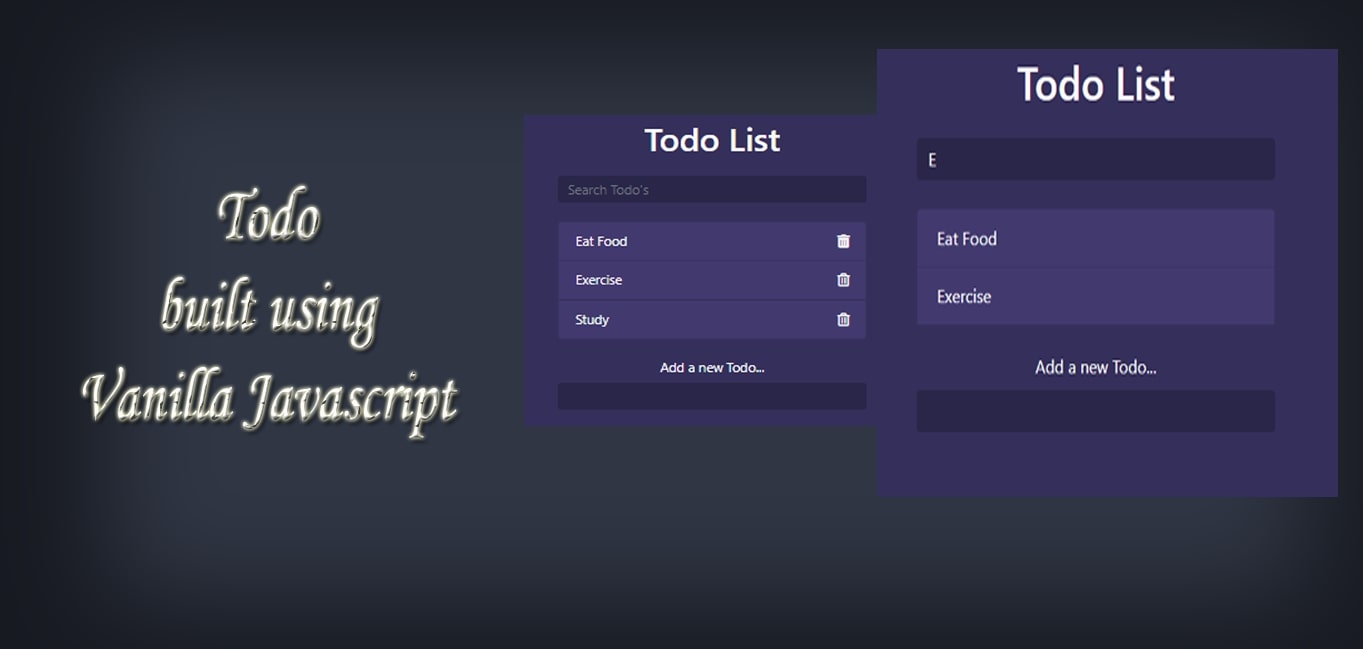 Todo
built using
Vanilla Javascript
Todo List
Search Todo's
Eat Food
Exercise
Study
Add a new Todo...
Todo List
E
Eat Food
Exercise
Add a new Todo...